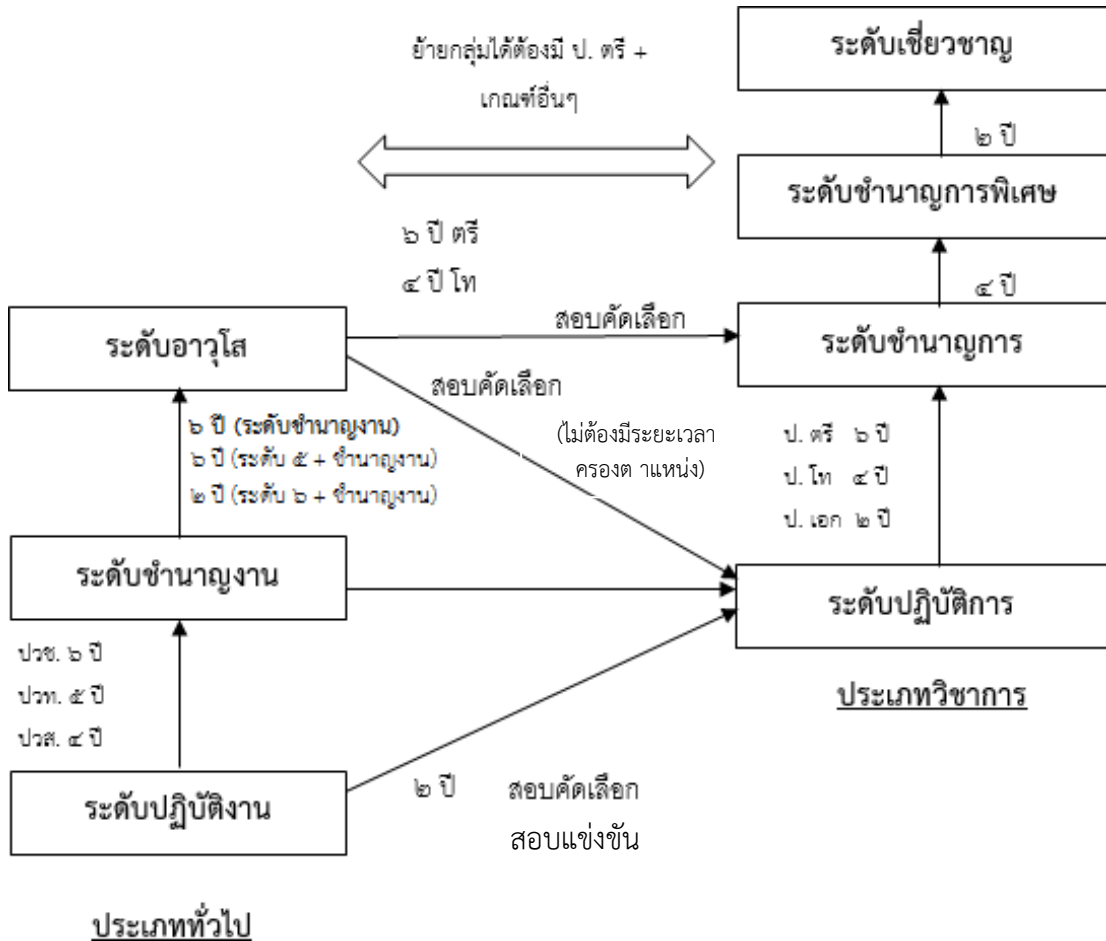 ระดับเชี่ยวชาญ
ย้ายกลุ่มได้ต้องมี ป. ตรี +
เกณฑ์อื่นๆ
๒ ปี
ระดับชำนาญการพิเศษ
๖ ปี ตรี
๔ ปี โท
๔ ปี
ระดับอาวุโส
สอบคัดเลือก
ระดับชำนาญการ
สอบคัดเลือก
(ไม่ต้องมีระยะเวลา
ครองต ำแหน่ง)
๖ ปี (ระดับชำนาญงาน)
๖ ปี (ระดับ ๕ + ชำนาญงาน)
๒ ปี (ระดับ ๖ + ชำนาญงาน)
ป. ตรี ๖ ปี
ป. โท ๔ ปี
ป. เอก ๒ ปี
ระดับชำนาญงาน
ระดับปฏิบัติการ
ปวช. ๖ ปี
ปวท. ๕ ปี
ปวส. ๔ ปี
ประเภทวิชาการ
ระดับปฏิบัติงาน
๒ ปี สอบคัดเลือก
สอบแข่งขัน
ประเภททั่วไป